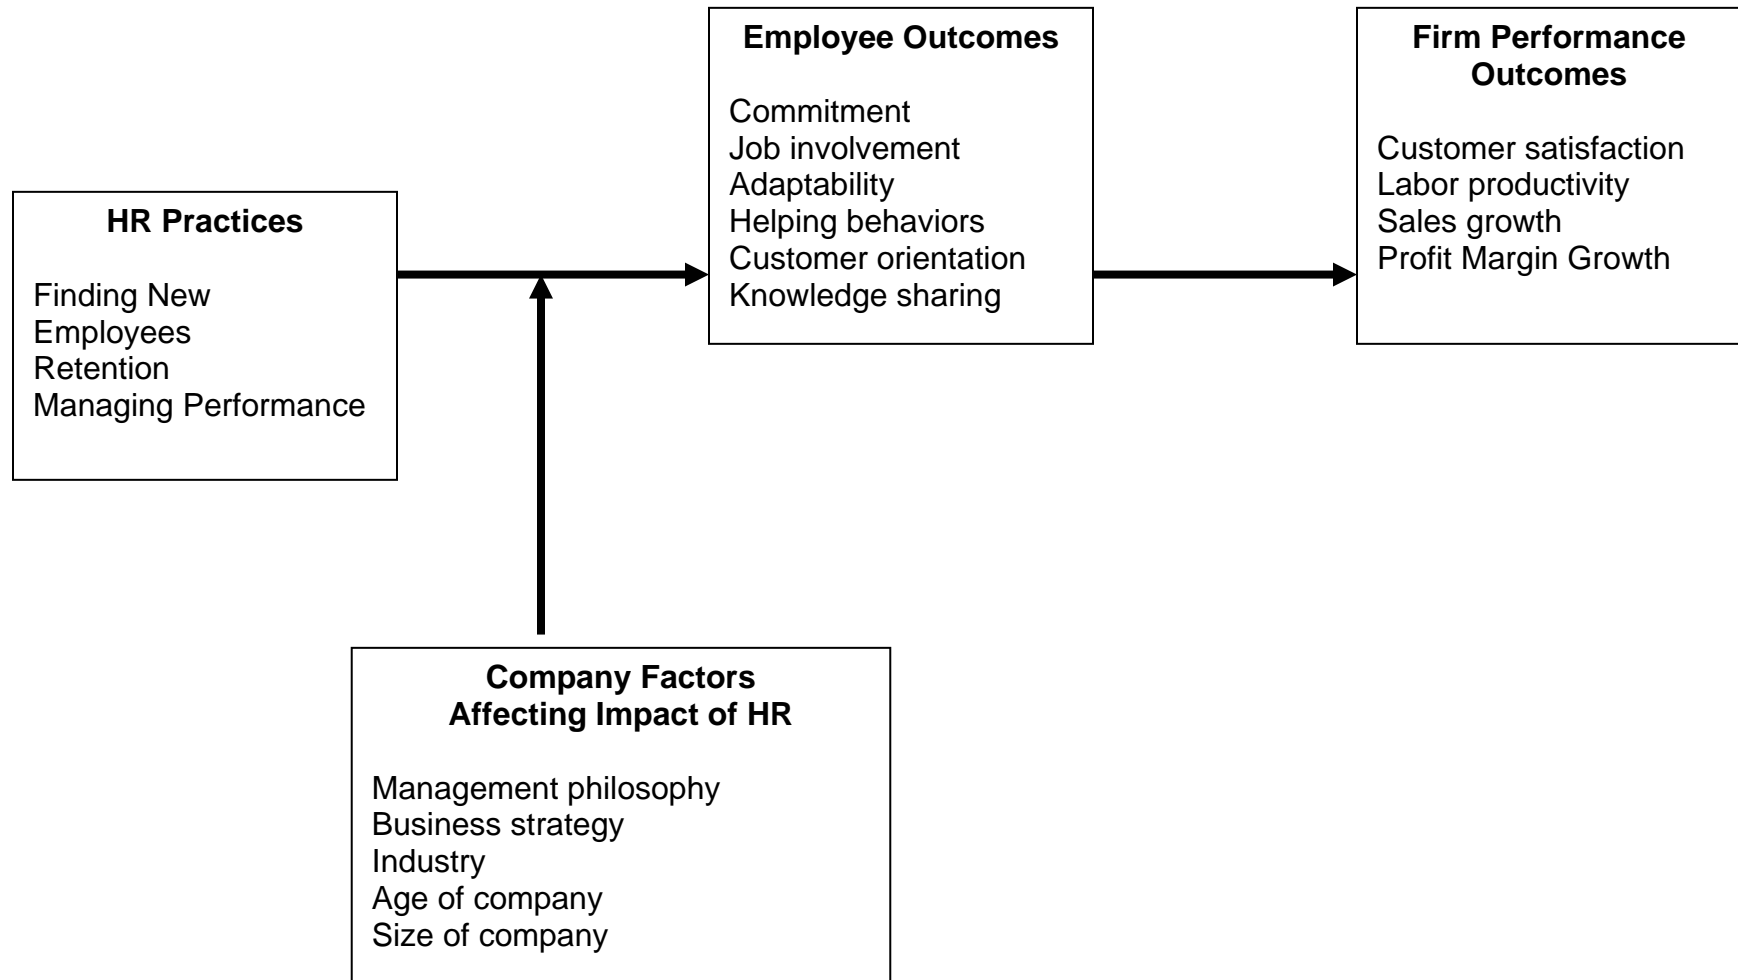 HR Practices
Finding New
Employees
Retention
Managing Performance
Employee Outcomes
Commitment
Job involvement
Adaptability
Helping behaviors
Customer orientation
Knowledge sharing
Firm Performance
Outcomes
Customer satisfaction
Labor productivity
Sales growth
Profit Margin Growth
Company Factors
Affecting Impact of HR
Management philosophy
Business strategy
Industry
Age of company
Size of company